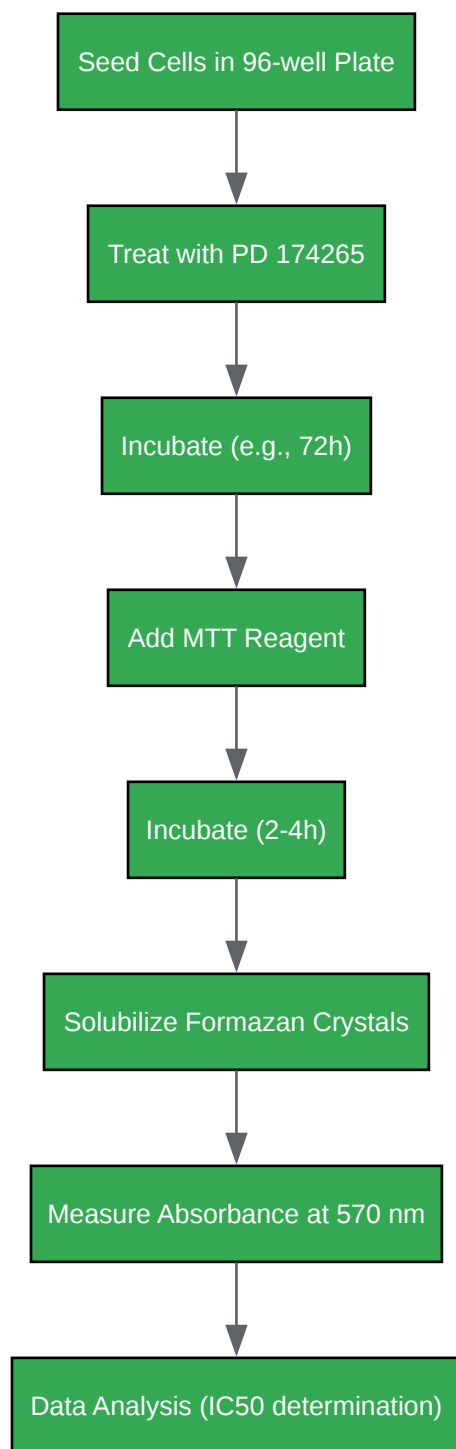 Seed Cells in 96-well Plate
Treat with PD 174265
Incubate (e.g., 72h)
Add MTT Reagent
Incubate (2-4h)
Solubilize Formazan Crystals
Measure Absorbance at 570 nm
Data Analysis (IC50 determination)